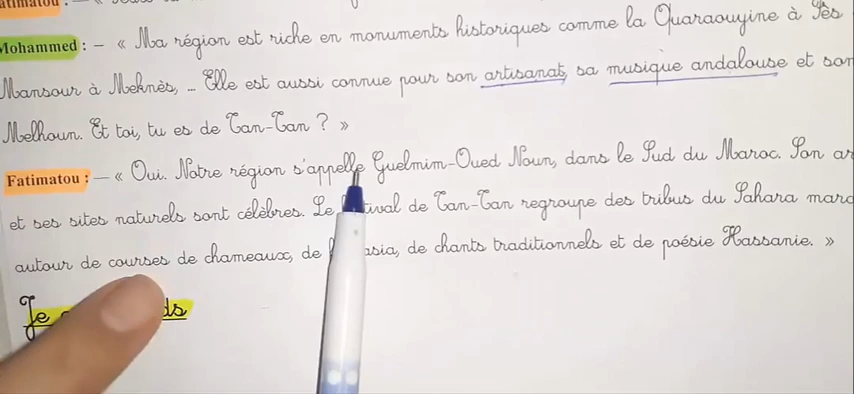 : — «
Mohammed : — « Ma région est riche en monuments historiques comme la Quaraouyine à Fès
Mansour à Meknès, ... Elle est aussi connue pour son artisanat, sa musique andalouse et son
Melhoun. Et toi, tu es de Tan-Tan ? »
Fatimatou : — « Oui. Notre région s'appelle Guelmim-Oued Noun, dans le Sud du Maroc. Son
et ses sites naturels sont célèbres. Le de Tan-Tan regroupe des tribus du Sahara
autour de courses de chameaux, de de chants traditionnels et de poésie Hassanie. »
Je